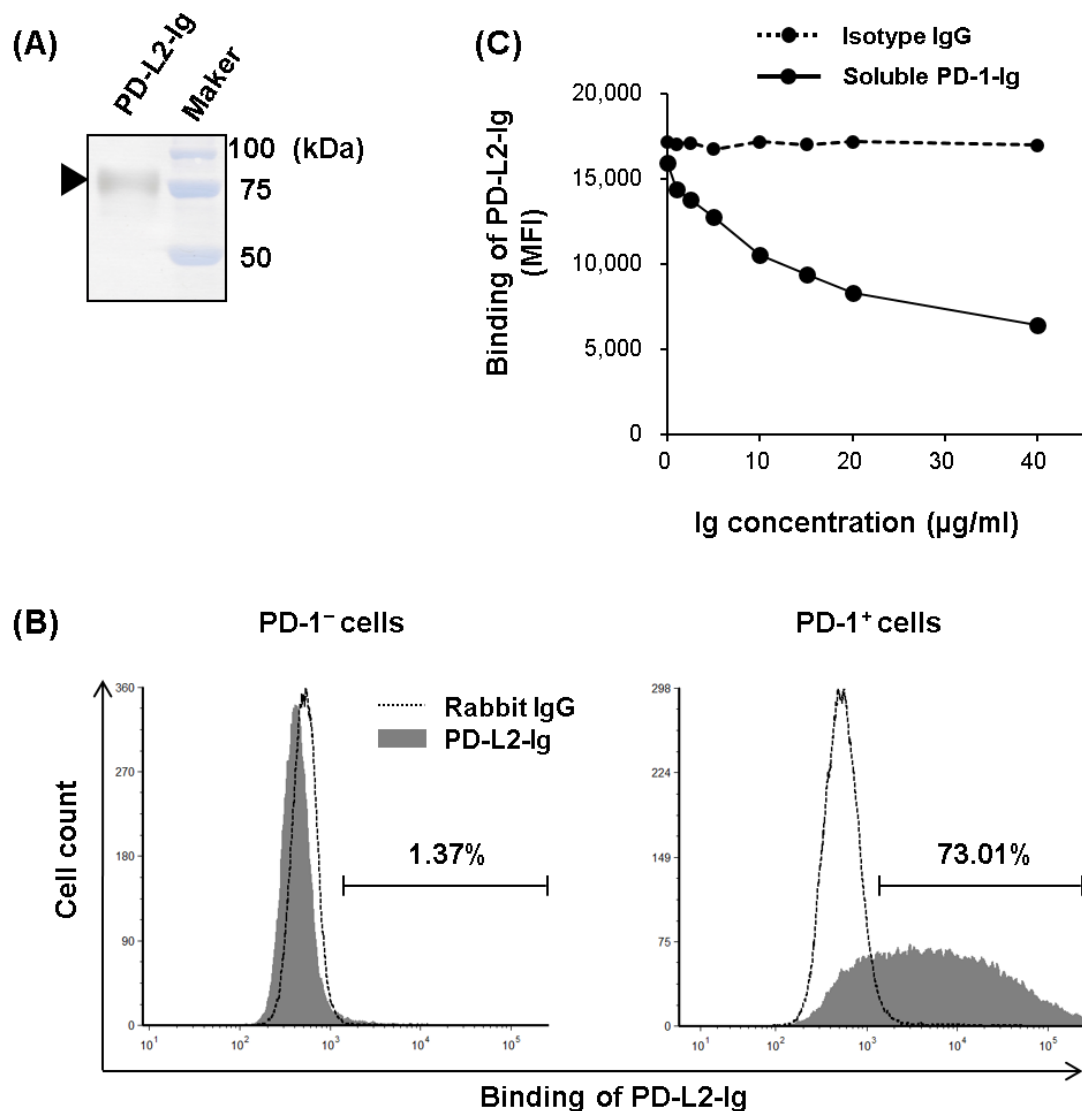 (A)
PD-L2-Ig
Maker
100 (kDa)
75
50
(C)
Isotype IgG
Soluble PD-1-Ig
Binding of PD-L2-Ig
(MFI)
20,000
15,000
10,000
5,000
0
0 10 20 30 40
Ig concentration (µg/ml)
(B)
PD-1⁻ cells
Cell count
360
270
180
90
0
Rabbit IgG
PD-L2-Ig
1.37%
10¹ 10² 10³ 10⁴ 10⁵
PD-1⁺ cells
298
224
149
75
0
73.01%
10¹ 10² 10³ 10⁴ 10⁵
Binding of PD-L2-Ig